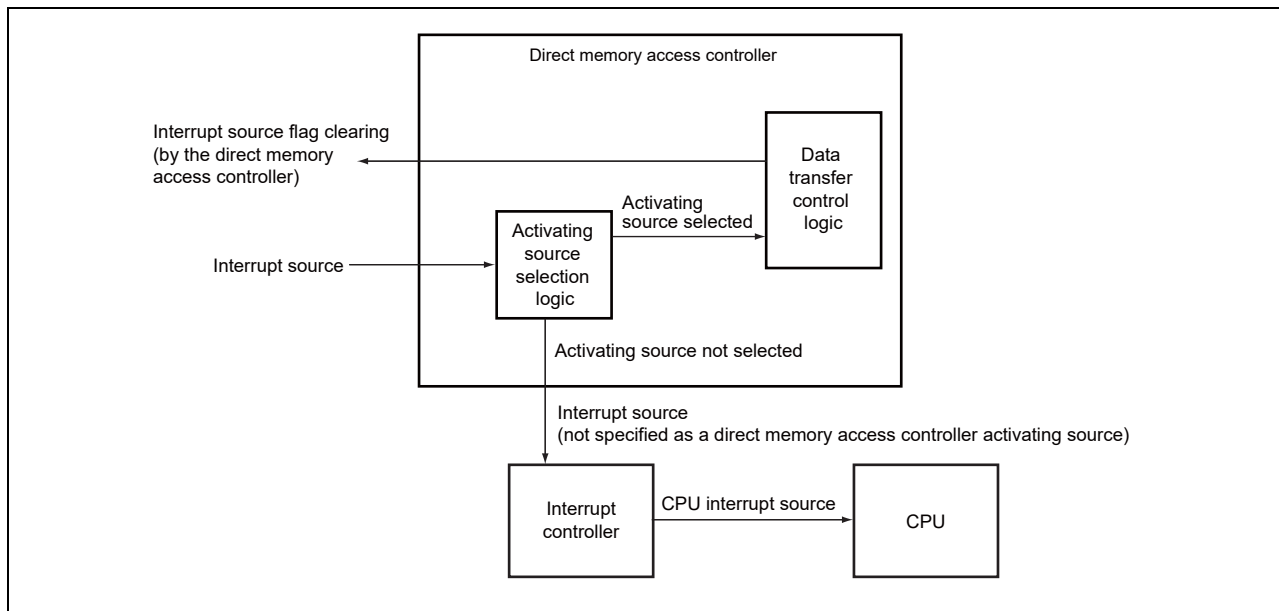 Direct memory access controller
Interrupt source flag clearing
(by the direct memory
access controller)
Data
transfer
control
logic
Activating
source selected
Activating
source
selection
logic
Interrupt source
Activating source not selected
Interrupt source
(not specified as a direct memory access controller activating source)
Interrupt
controller
CPU interrupt source
CPU